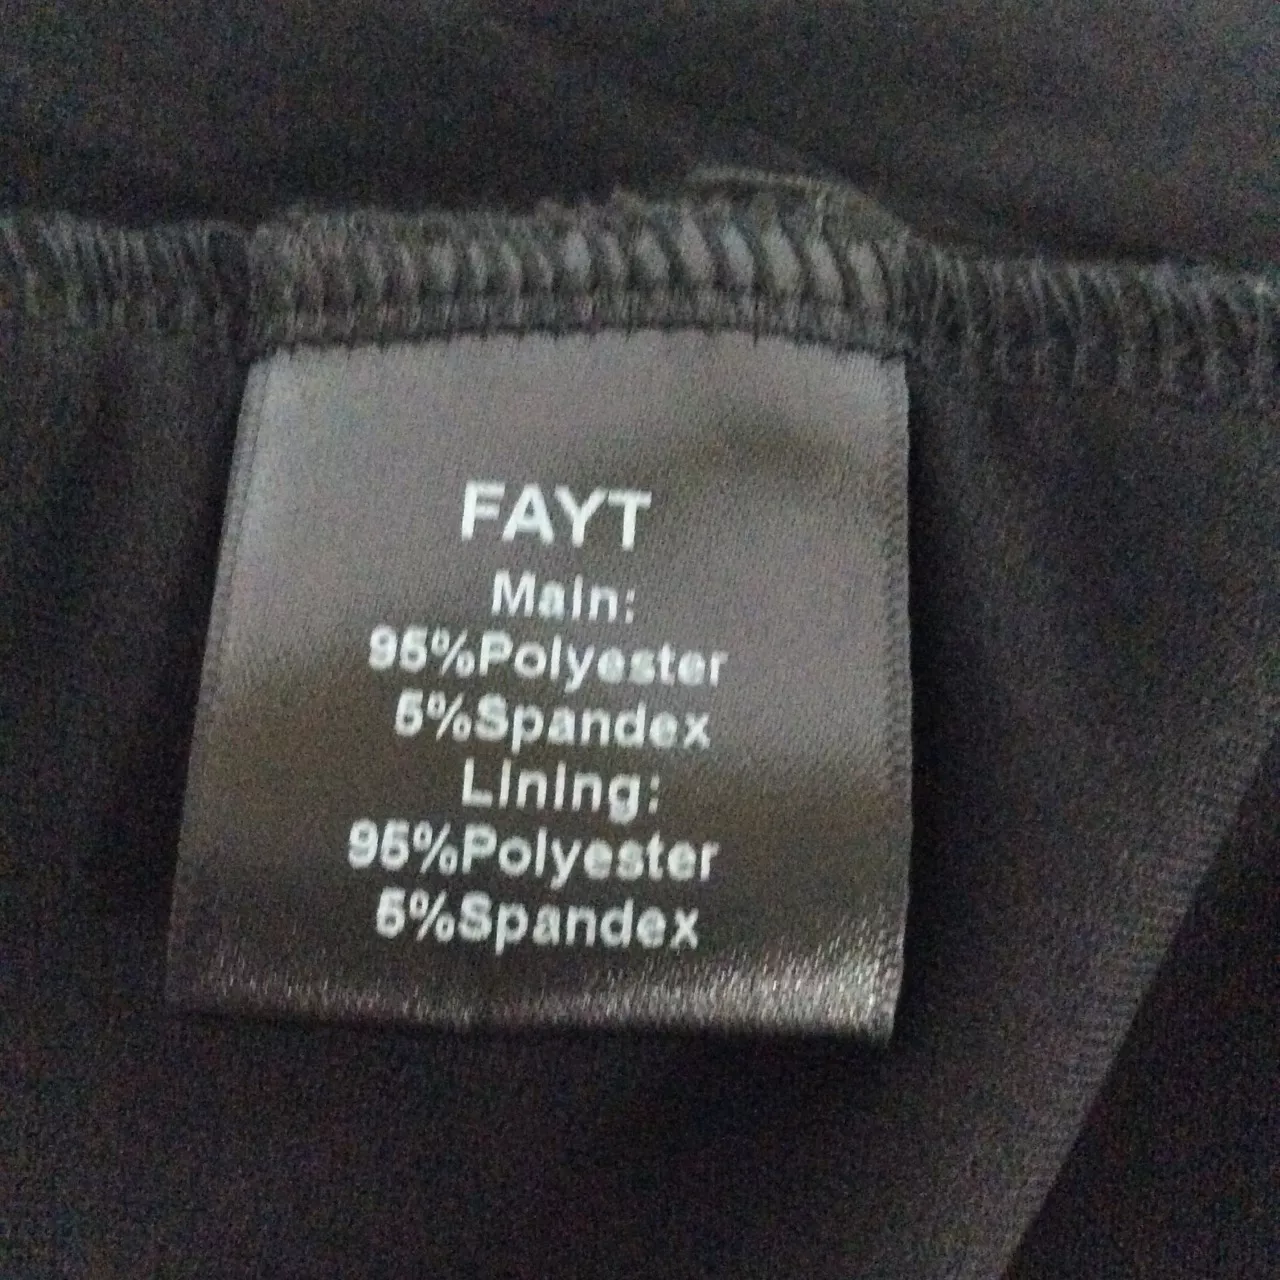 FAYT
Main:
95%Polyester
5%Spandex
Lining:
95%Polyester
5%Spandex